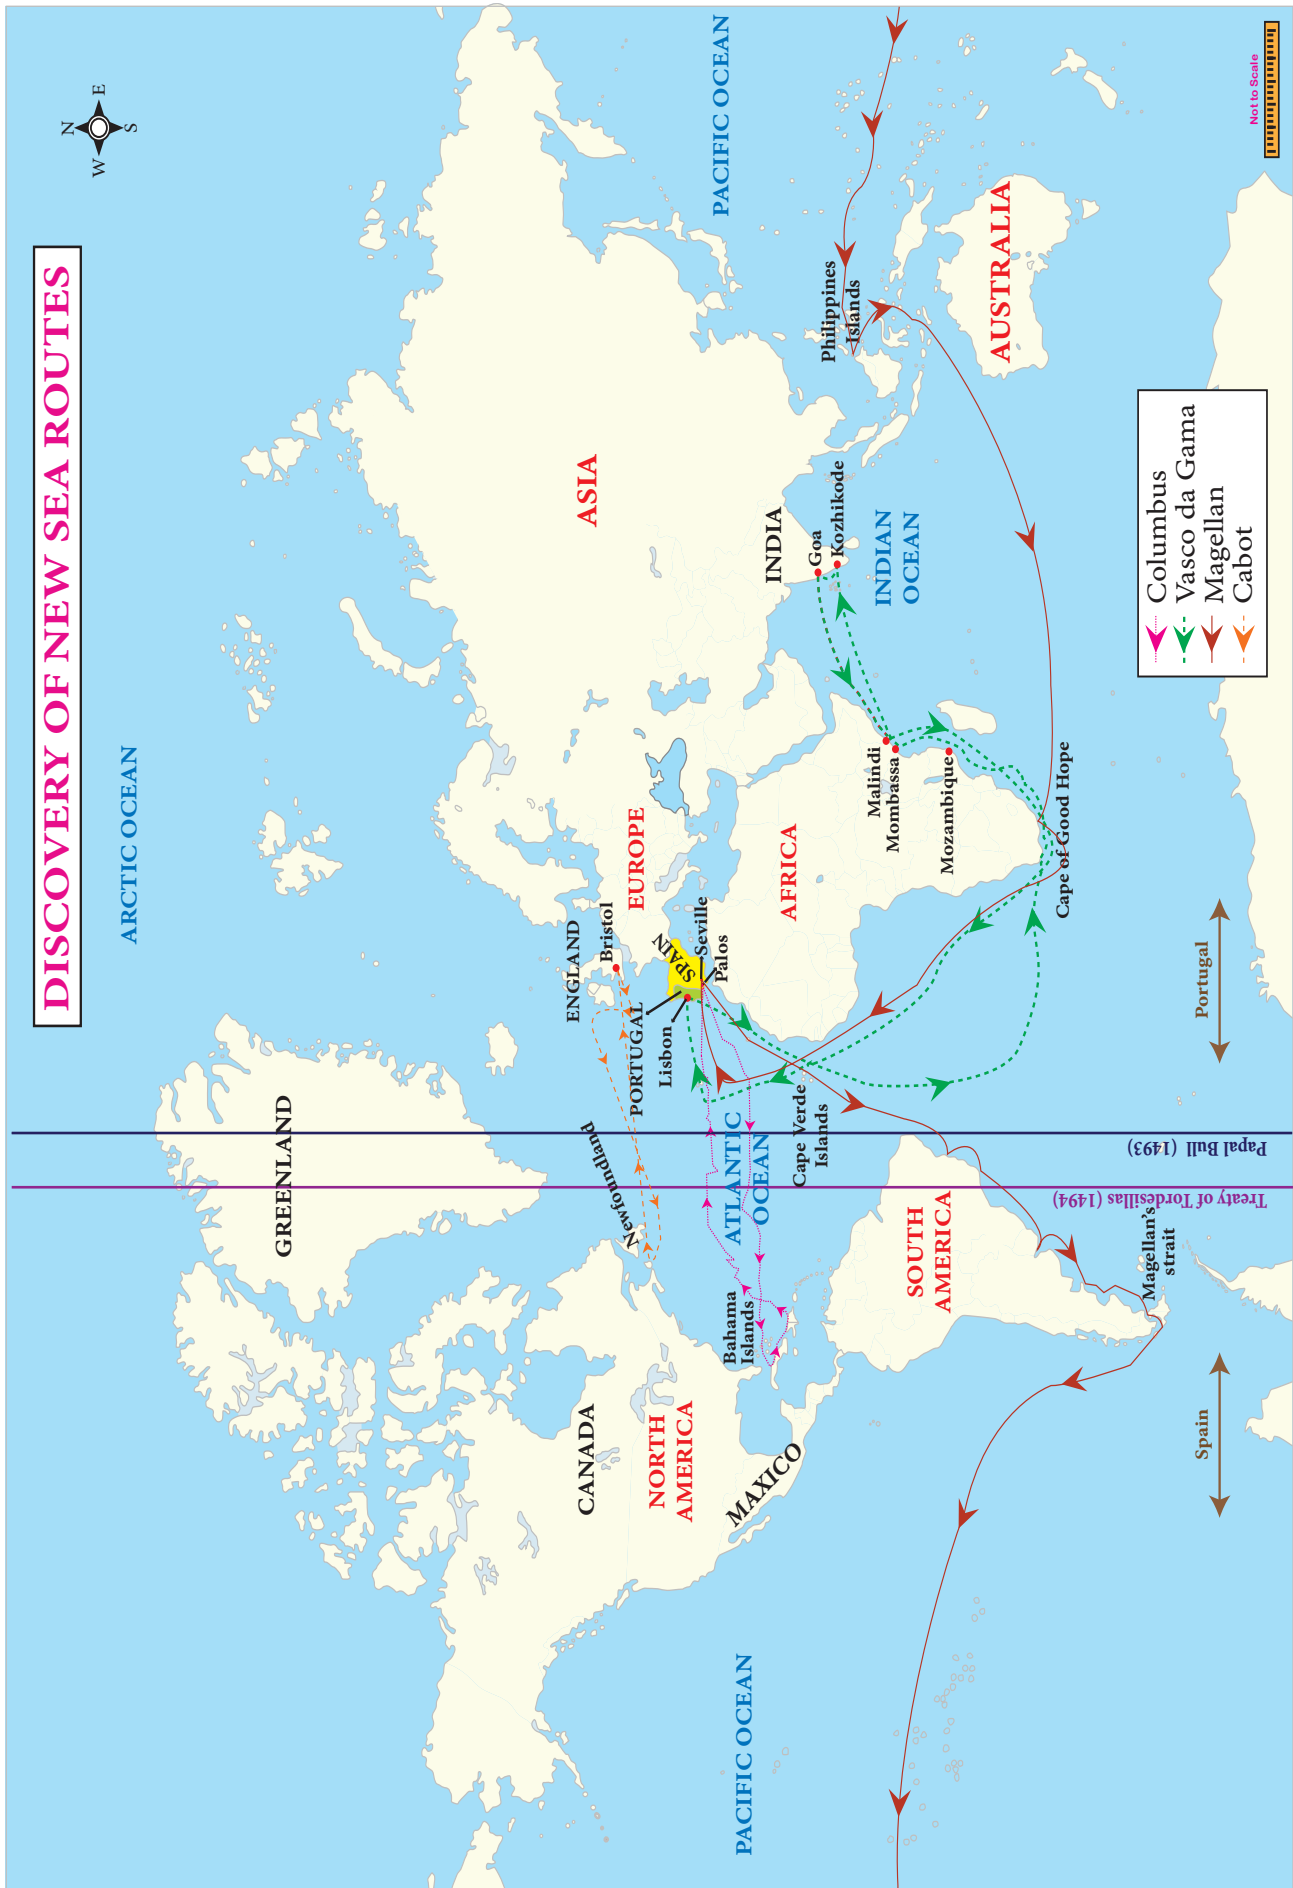 DISCOVERY OF NEW SEA ROUTES
N
W
E
S
ARCTIC OCEAN
GREENLAND
CANADA
NORTH
AMERICA
MAXICO
PACIFIC OCEAN
Newfoundland
Bahama
Islands
ATLANTIC
OCEAN
ENGLAND
Bristol
EUROPE
PORTUGAL
Lisbon
SPAIN
Seville
Palos
Cape Verde
Islands
SOUTH
AMERICA
Magellan's
strait
AFRICA
Malindi
Mombassa
Mozambique
Cape of Good Hope
ASIA
INDIA
Goa
Kozhikode
INDIAN
OCEAN
PACIFIC OCEAN
Philippines
Islands
AUSTRALIA
Papal Bull (1493)
Treaty of Tordesillas (1494)
Spain
Portugal
Columbus
Vasco da Gama
Magellan
Cabot
Not to Scale